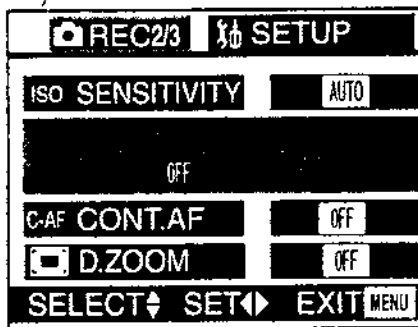 REC2/3 SETUP
ISO SENSITIVITY AUTO
OFF
C-AF CONT.AF OFF
D.ZOOM OFF
SELECT SET EXIT MENU